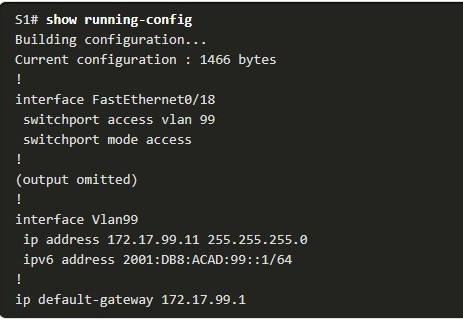 S1# show running-config
Building configuration...
Current configuration : 1466 bytes
!
interface FastEthernet0/18
 switchport access vlan 99
 switchport mode access
!
(output omitted)
!
interface Vlan99
 ip address 172.17.99.11 255.255.255.0
 ipv6 address 2001:DB8:ACAD:99::1/64
!
ip default-gateway 172.17.99.1